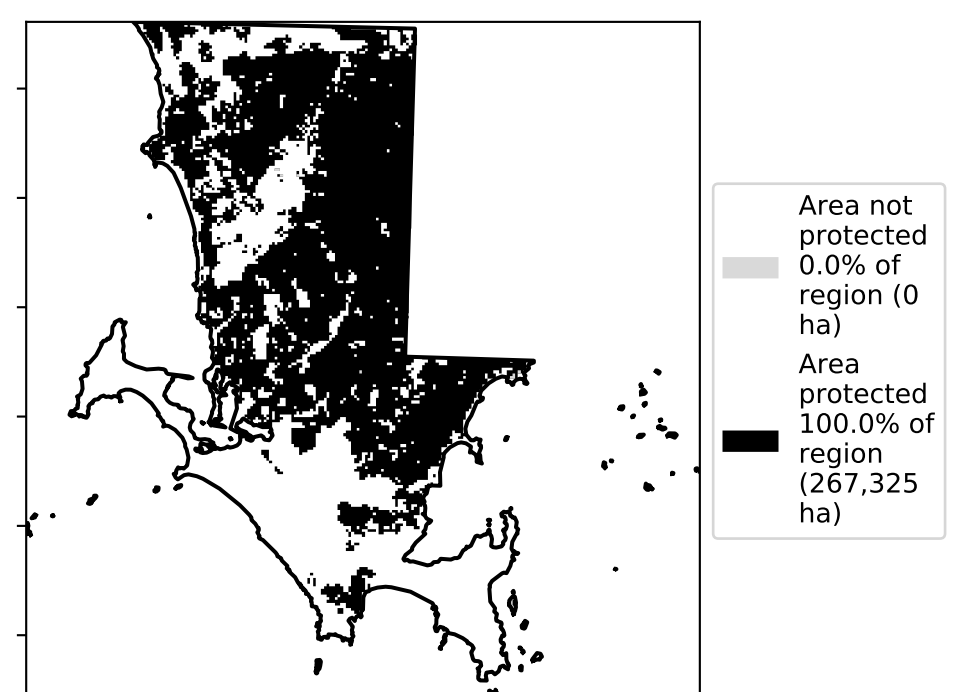 Area not
protected
0.0% of
region (0
ha)
Area
protected
100.0% of
region
(267,325
ha)